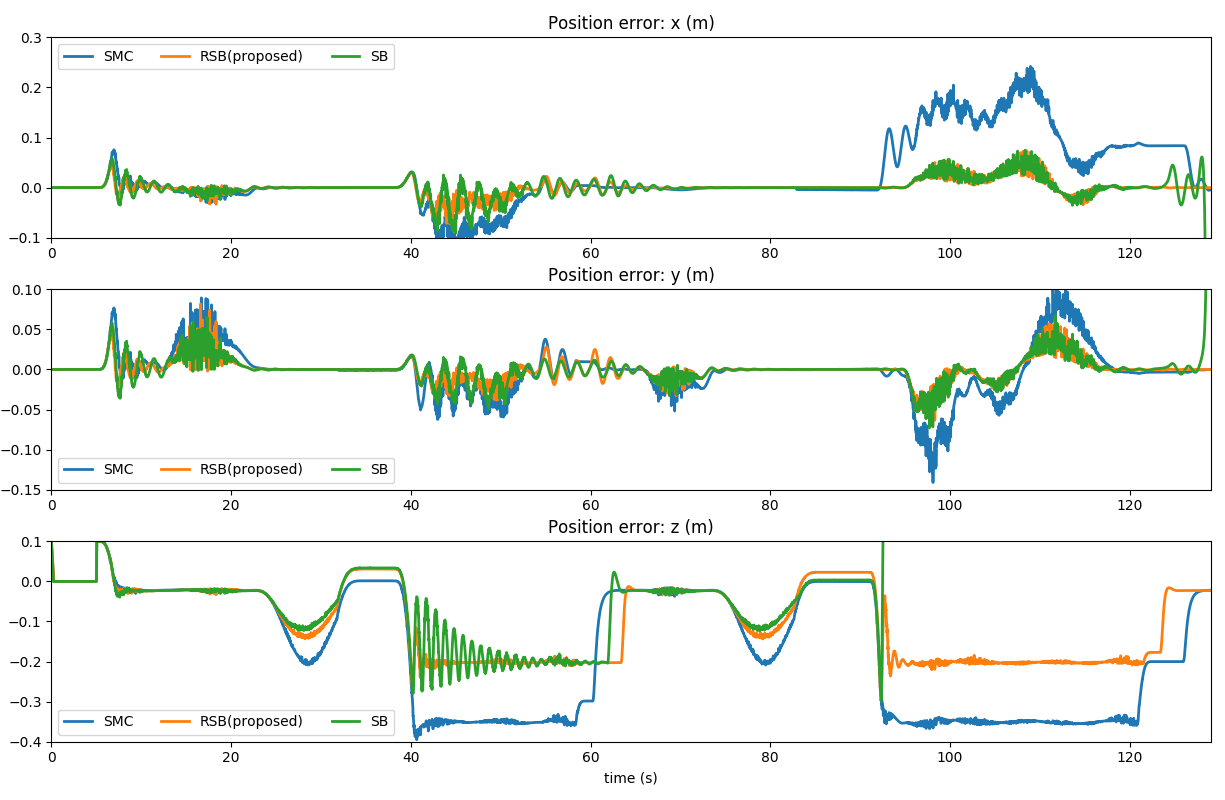 Position error: x (m)
0.3
SMC RSB(proposed) SB
0.2
0.1
0.0
−0.1
0 20 40 60 80 100 120
Position error: y (m)
0.10
0.05
0.00
−0.05
−0.10
SMC RSB(proposed) SB
−0.15
0 20 40 60 80 100 120
Position error: z (m)
0.1
0.0
−0.1
−0.2
−0.3
SMC RSB(proposed) SB
−0.4
0 20 40 60 80 100 120
time (s)